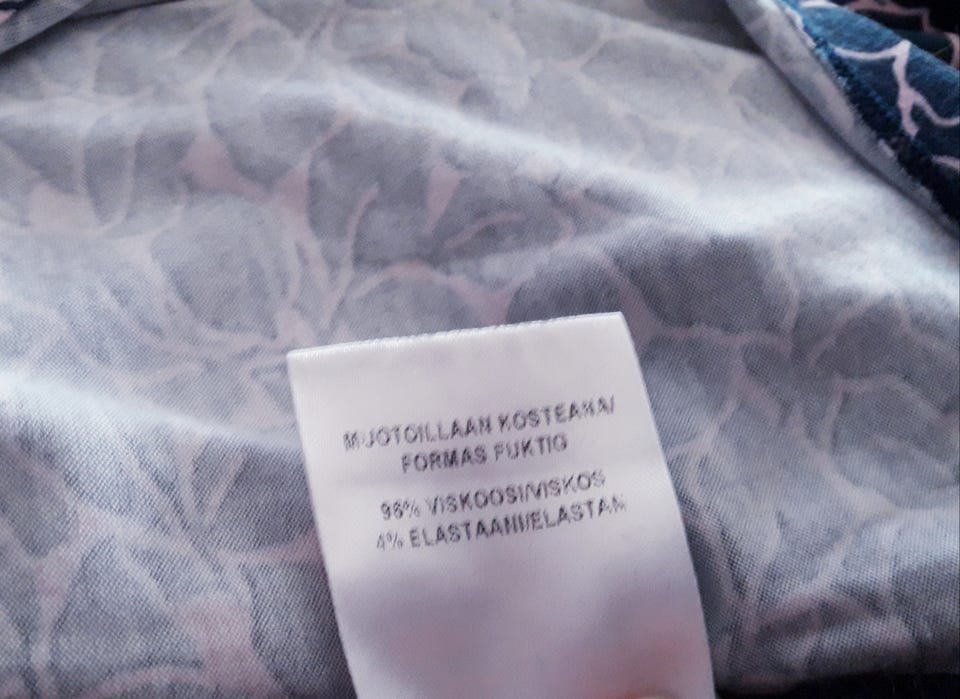 MUOTOILLAAN KOSTEANA/
FORMAS FUKTIG
96% VISKOOSI/VISKOS
4% ELASTAANI/ELASTAN